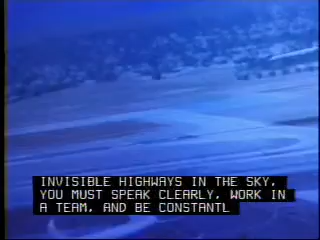 INVISIBLE HIGHWAYS IN THE SKY.
YOU MUST SPEAK CLEARLY, WORK IN
A TEAM, AND BE CONSTANTL